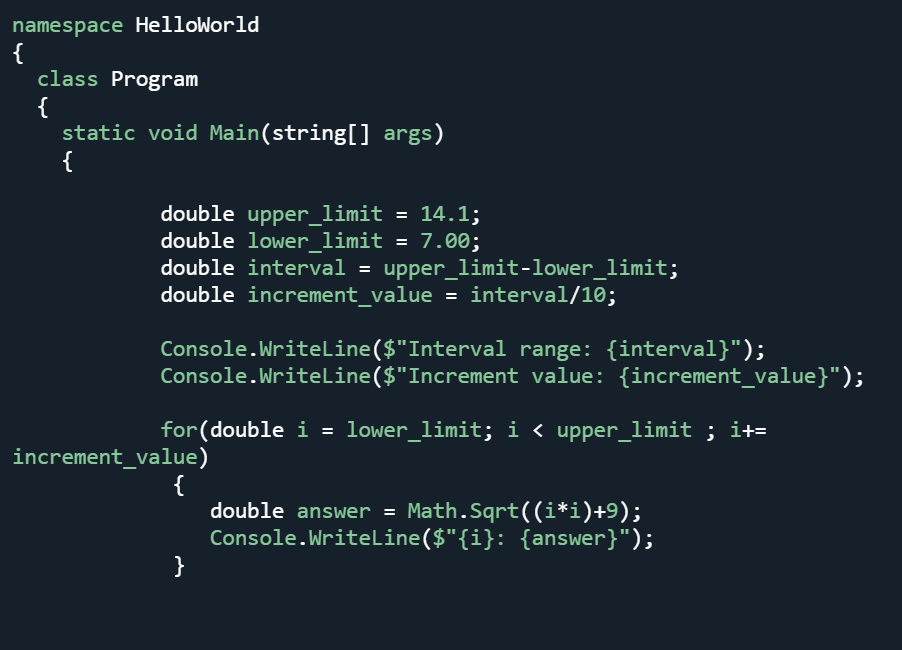 namespace HelloWorld
{
  class Program
  {
    static void Main(string[] args)
    {

            double upper_limit = 14.1;
            double lower_limit = 7.00;
            double interval = upper_limit-lower_limit;
            double increment_value = interval/10;

            Console.WriteLine($"Interval range: {interval}");
            Console.WriteLine($"Increment value: {increment_value}");

            for(double i = lower_limit; i < upper_limit ; i+=
increment_value)
             {
                double answer = Math.Sqrt((i*i)+9);
                Console.WriteLine($"{i}: {answer}");
             }